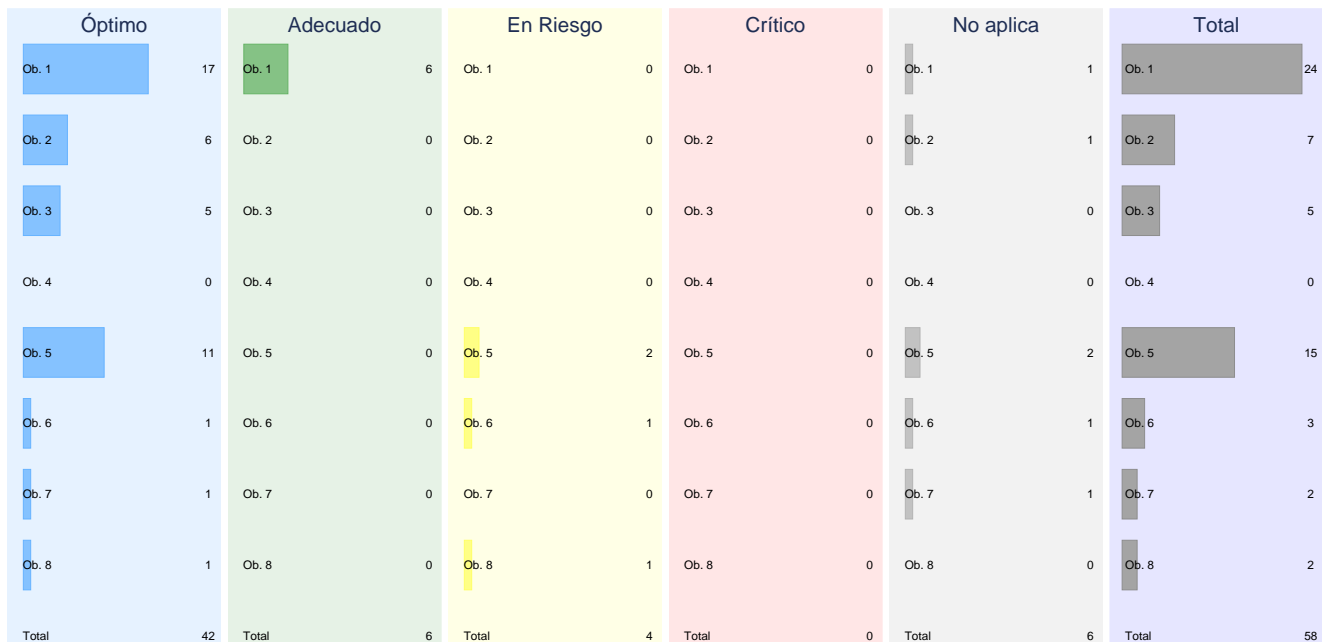 Óptimo Adecuado En Riesgo Crítico No aplica Total
Ob. 1 17 Ob. 1 6 Ob. 1 0 Ob. 1 0 Ob. 1 1 Ob. 1 24
Ob. 2 6 Ob. 2 0 Ob. 2 0 Ob. 2 0 Ob. 2 1 Ob. 2 7
Ob. 3 5 Ob. 3 0 Ob. 3 0 Ob. 3 0 Ob. 3 0 Ob. 3 5
Ob. 4 0 Ob. 4 0 Ob. 4 0 Ob. 4 0 Ob. 4 0 Ob. 4 0
Ob. 5 11 Ob. 5 0 Ob. 5 2 Ob. 5 0 Ob. 5 2 Ob. 5 15
Ob. 6 1 Ob. 6 0 Ob. 6 1 Ob. 6 0 Ob. 6 1 Ob. 6 3
Ob. 7 1 Ob. 7 0 Ob. 7 0 Ob. 7 0 Ob. 7 1 Ob. 7 2
Ob. 8 1 Ob. 8 0 Ob. 8 1 Ob. 8 0 Ob. 8 0 Ob. 8 2
Total 42 Total 6 Total 4 Total 0 Total 6 Total 58